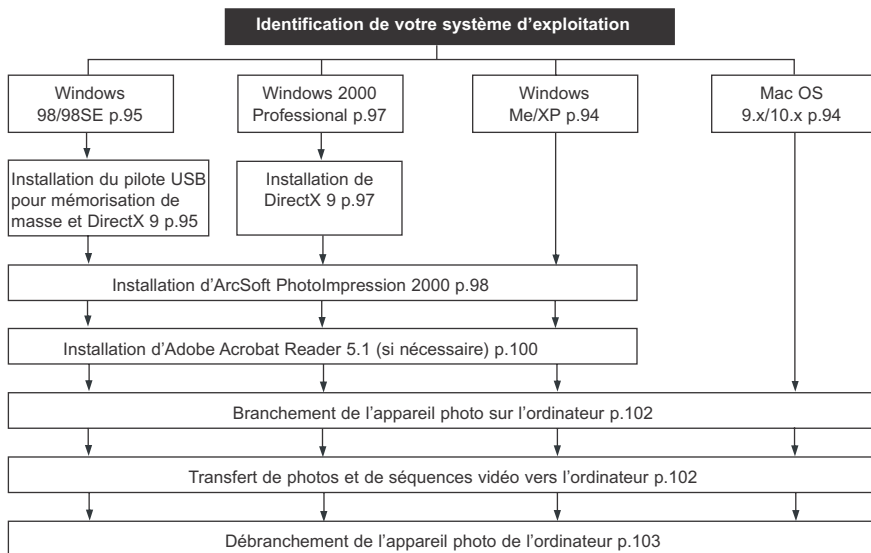 Identification de votre système d’exploitation
Windows
98/98SE p.95
Windows 2000
Professional p.97
Windows
Me/XP p.94
Mac OS
9.x/10.x p.94
Installation du pilote USB
pour mémorisation de
masse et DirectX 9 p.95
Installation de
DirectX 9 p.97
Installation d’ArcSoft PhotoImpression 2000 p.98
Installation d’Adobe Acrobat Reader 5.1 (si nécessaire) p.100
Branchement de l’appareil photo sur l’ordinateur p.102
Transfert de photos et de séquences vidéo vers l’ordinateur p.102
Débranchement de l’appareil photo de l’ordinateur p.103